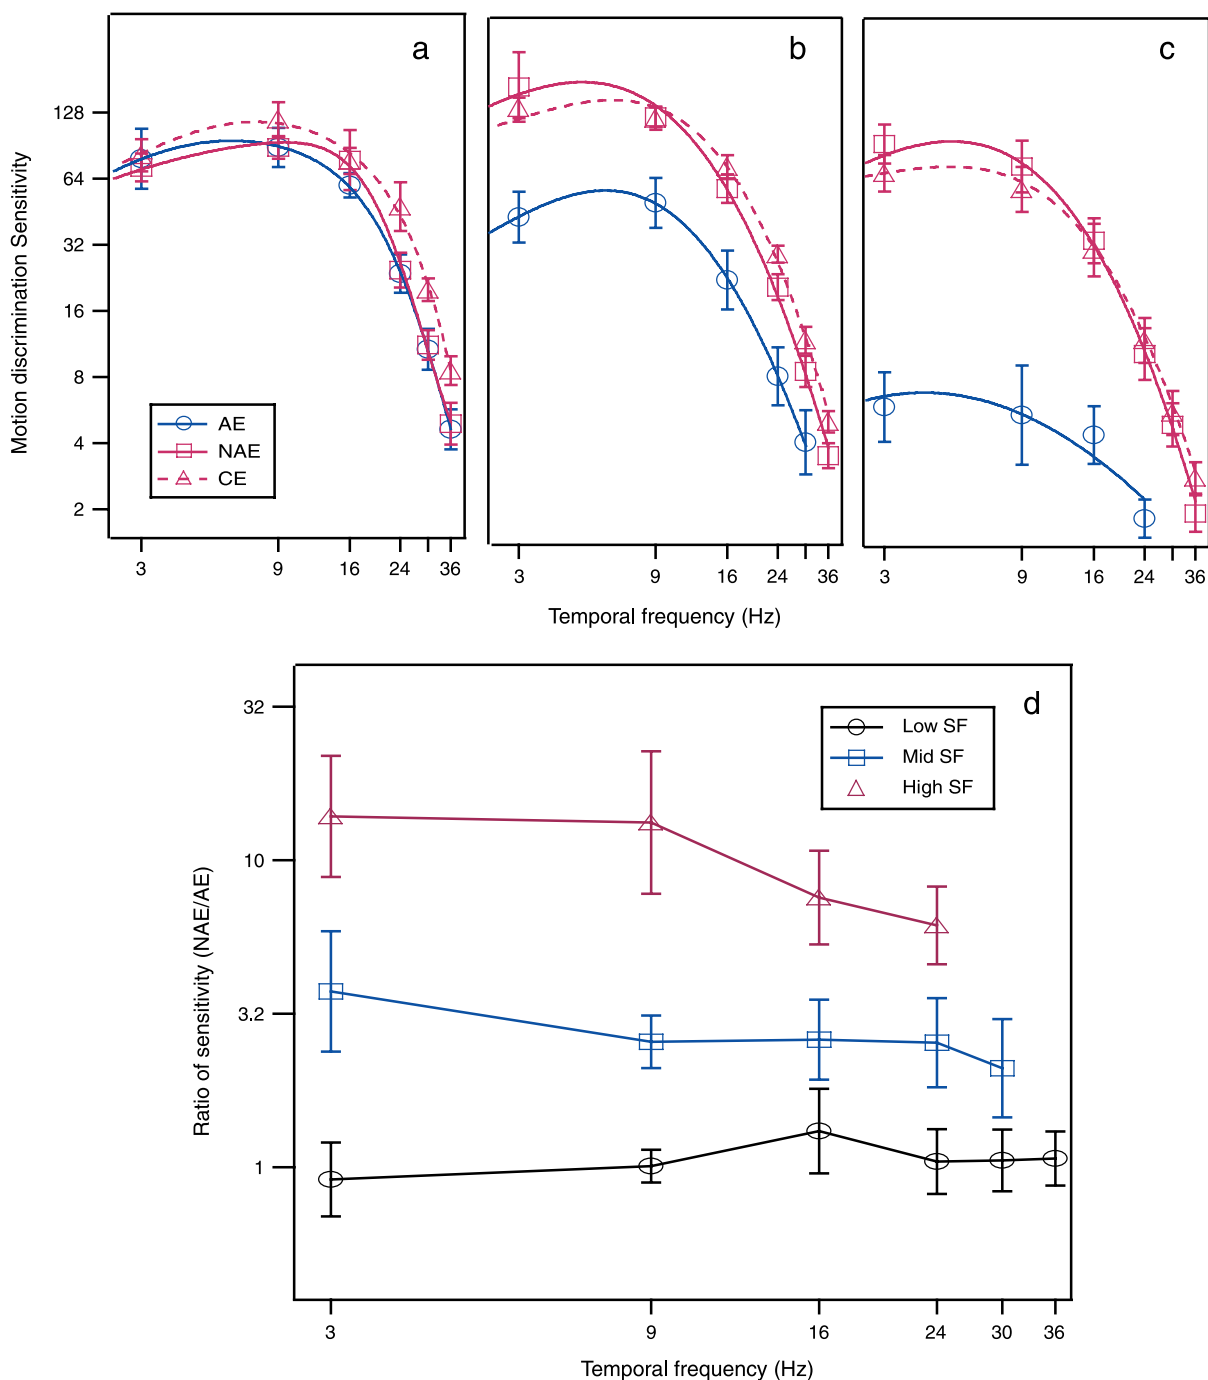 a
b
c
Motion discrimination Sensitivity
128
64
32
16
8
4
2
AE
NAE
CE
3 9 16 24 36
3 9 16 24 36
3 9 16 24 36
Temporal frequency (Hz)
d
Ratio of sensitivity (NAE/AE)
32
10
3.2
1
Low SF
Mid SF
High SF
3 9 16 24 30 36
Temporal frequency (Hz)